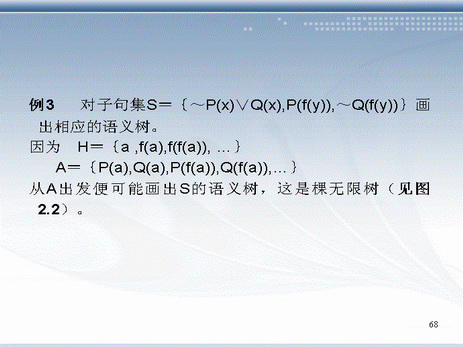 例3 对子句集S＝｛～P(x)∨Q(x),P(f(y)),～Q(f(y))｝画
出相应的语义树。
因为 H＝｛a ,f(a),f(f(a)), …｝
A＝｛P(a),Q(a),P(f(a)),Q(f(a)),…｝
从A出发便可能画出S的语义树，这是棵无限树（见图
2.2）。
68